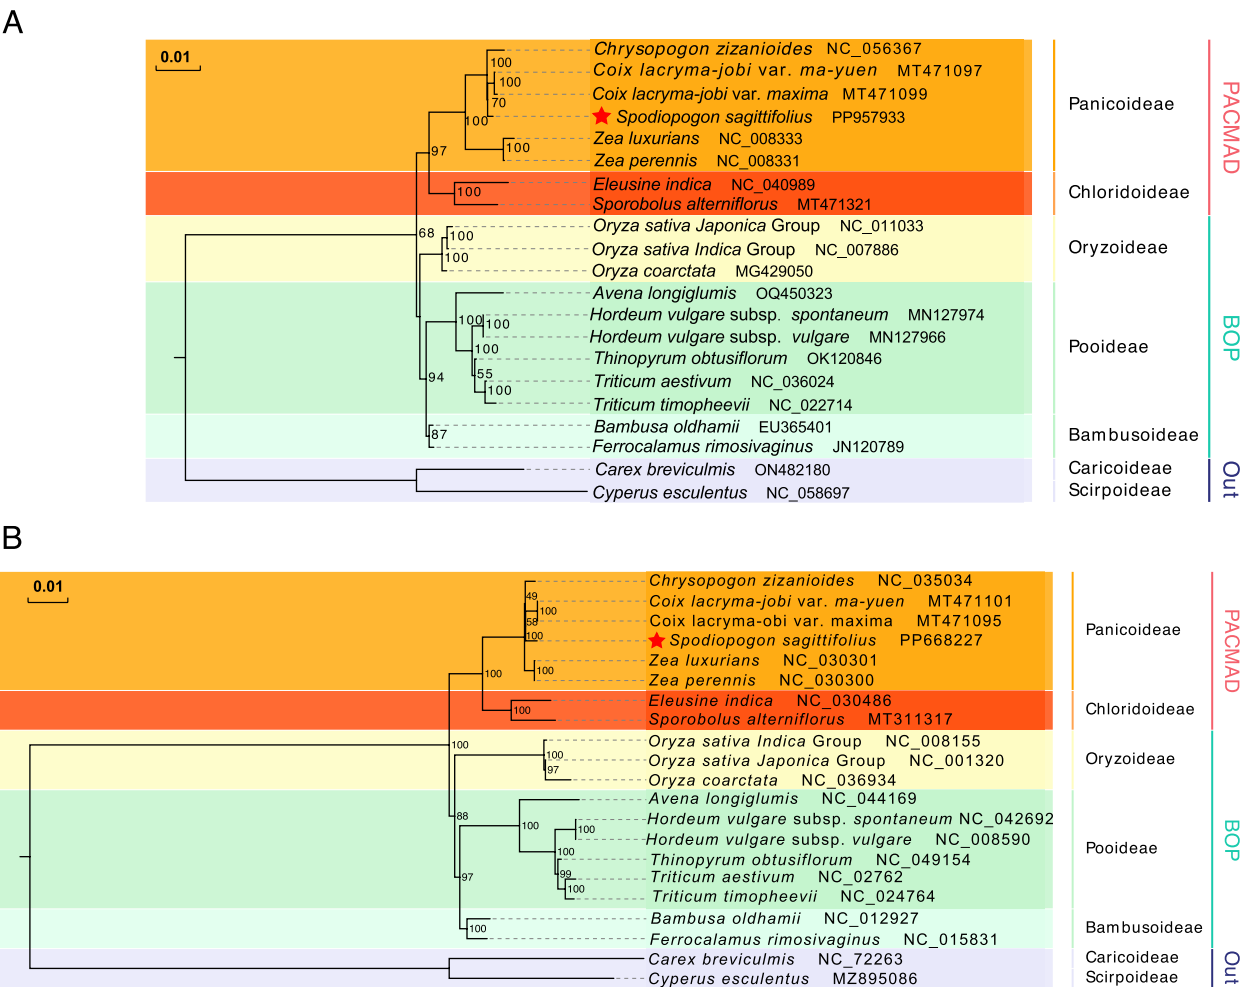 A
0.01
Chrysopogon zizanioides NC_056367
100
Coix lacryma-jobi var. ma-yuen MT471097
100
Coix lacryma-jobi var. maxima MT471099
70
Spodiopogon sagittifolius PP957933
100
Zea luxurians NC_008333
100
Zea perennis NC_008331
97
Eleusine indica NC_040989
100
Sporobolus alterniflorus MT471321
Oryza sativa Japonica Group NC_011033
68
100
Oryza sativa Indica Group NC_007886
100
Oryza coarctata MG429050
Avena longiglumis OQ450323
Hordeum vulgare subsp. spontaneum MN127974
100
100
Hordeum vulgare subsp. vulgare MN127966
100
Thinopyrum obtusiflorum OK120846
55
Triticum aestivum NC_036024
94
100
Triticum timopheevii NC_022714
Bambusa oldhamii EU365401
87
Ferrocalamus rimosivaginus JN120789
Carex breviculmis ON482180
Cyperus esculentus NC_058697
Panicoideae
Chloridoideae
Oryzoideae
Pooideae
Bambusoideae
Caricoideae
Scirpoideae
PACMAD
BOP
Out
B
0.01
Chrysopogon zizanioides NC_035034
49
Coix lacryma-jobi var. ma-yuen MT471101
100
Coix lacryma-obi var. maxima MT471095
58
100
Spodiopogon sagittifolius PP668227
Zea luxurians NC_030301
100
100
Zea perennis NC_030300
Eleusine indica NC_030486
100
Sporobolus alterniflorus MT311317
100
Oryza sativa Indica Group NC_008155
100
Oryza sativa Japonica Group NC_001320
97
Oryza coarctata NC_036934
Avena longiglumis NC_044169
88
Hordeum vulgare subsp. spontaneum NC_042692
100
100
Hordeum vulgare subsp. vulgare NC_008590
100
Thinopyrum obtusiflorum NC_049154
99
97
Triticum aestivum NC_02762
100
Triticum timopheevii NC_024764
Bambusa oldhamii NC_012927
100
Ferrocalamus rimosivaginus NC_015831
Carex breviculmis NC_72263
Cyperus esculentus MZ895086
Panicoideae
Chloridoideae
Oryzoideae
Pooideae
Bambusoideae
Caricoideae
Scirpoideae
PACMAD
BOP
Out